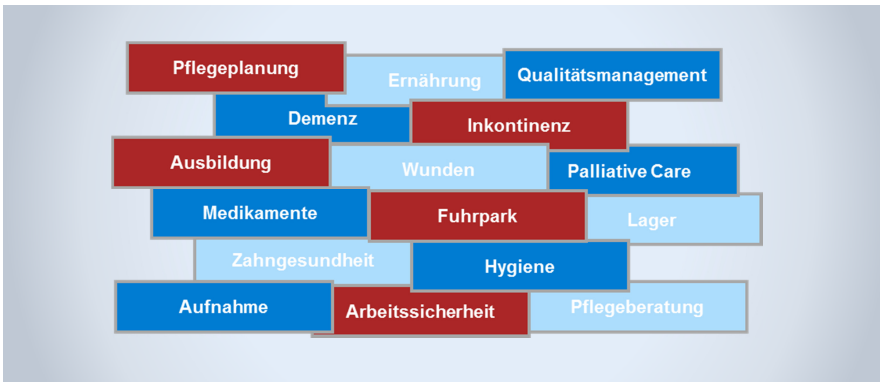 Pflegeplanung
Ernährung
Qualitätsmanagement
Demenz
Inkontinenz
Ausbildung
Wunden
Palliative Care
Medikamente
Fuhrpark
Lager
Zahngesundheit
Hygiene
Aufnahme
Arbeitssicherheit
Pflegeberatung